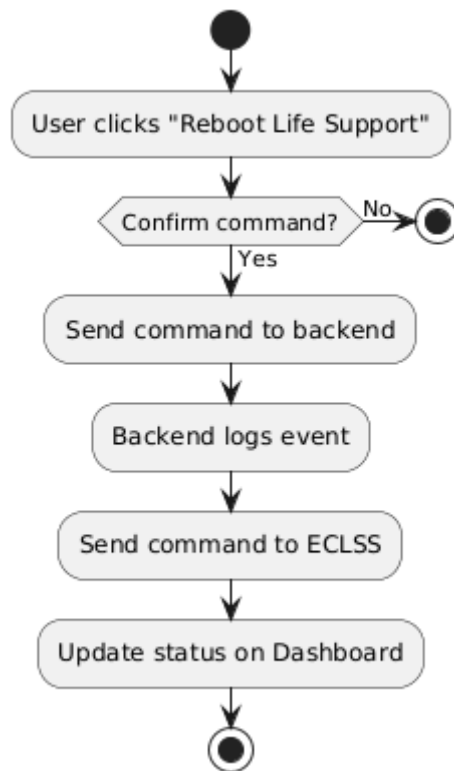 User clicks "Reboot Life Support"
Confirm command?
No
Yes
Send command to backend
Backend logs event
Send command to ECLSS
Update status on Dashboard